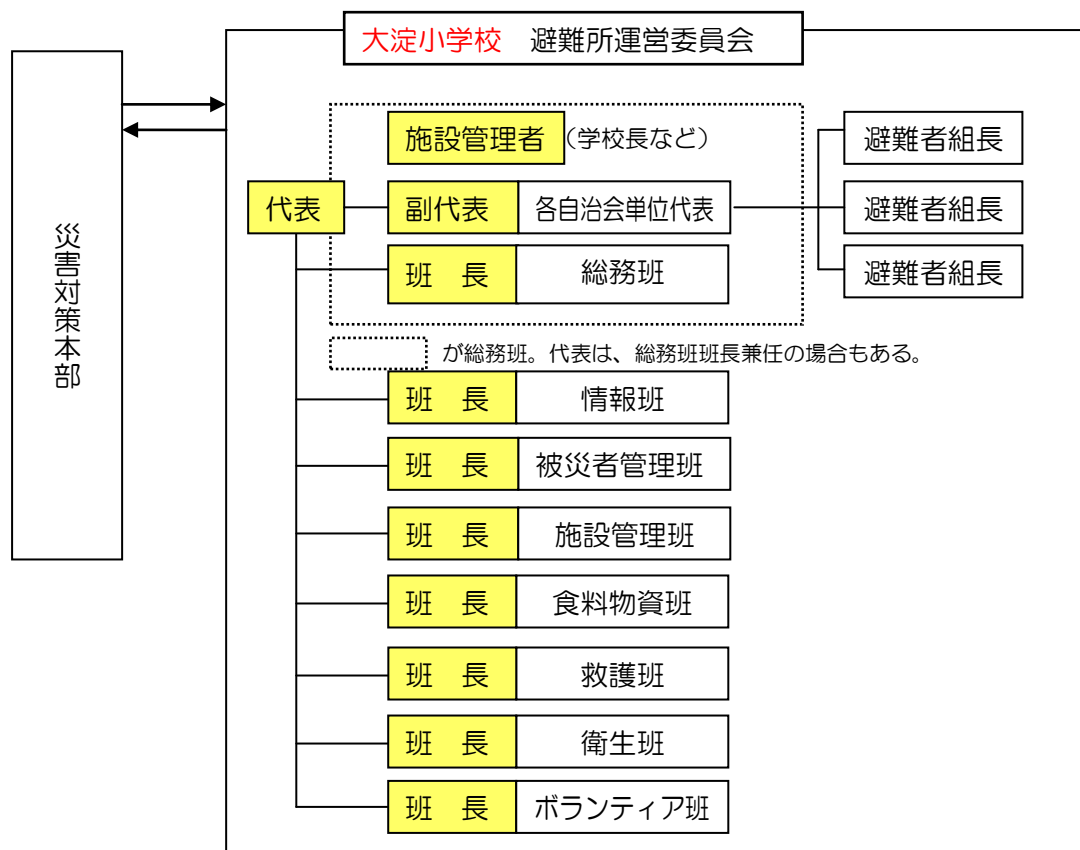 大淀小学校 避難所運営委員会
災害対策本部
施設管理者 (学校長など)
避難者組長
代表 副代表 各自治会単位代表 避難者組長
班 長 総務班 避難者組長
が総務班。代表は、総務班班長兼任の場合もある。
班 長 情報班
班 長 被災者管理班
班 長 施設管理班
班 長 食料物資班
班 長 救護班
班 長 衛生班
班 長 ボランティア班